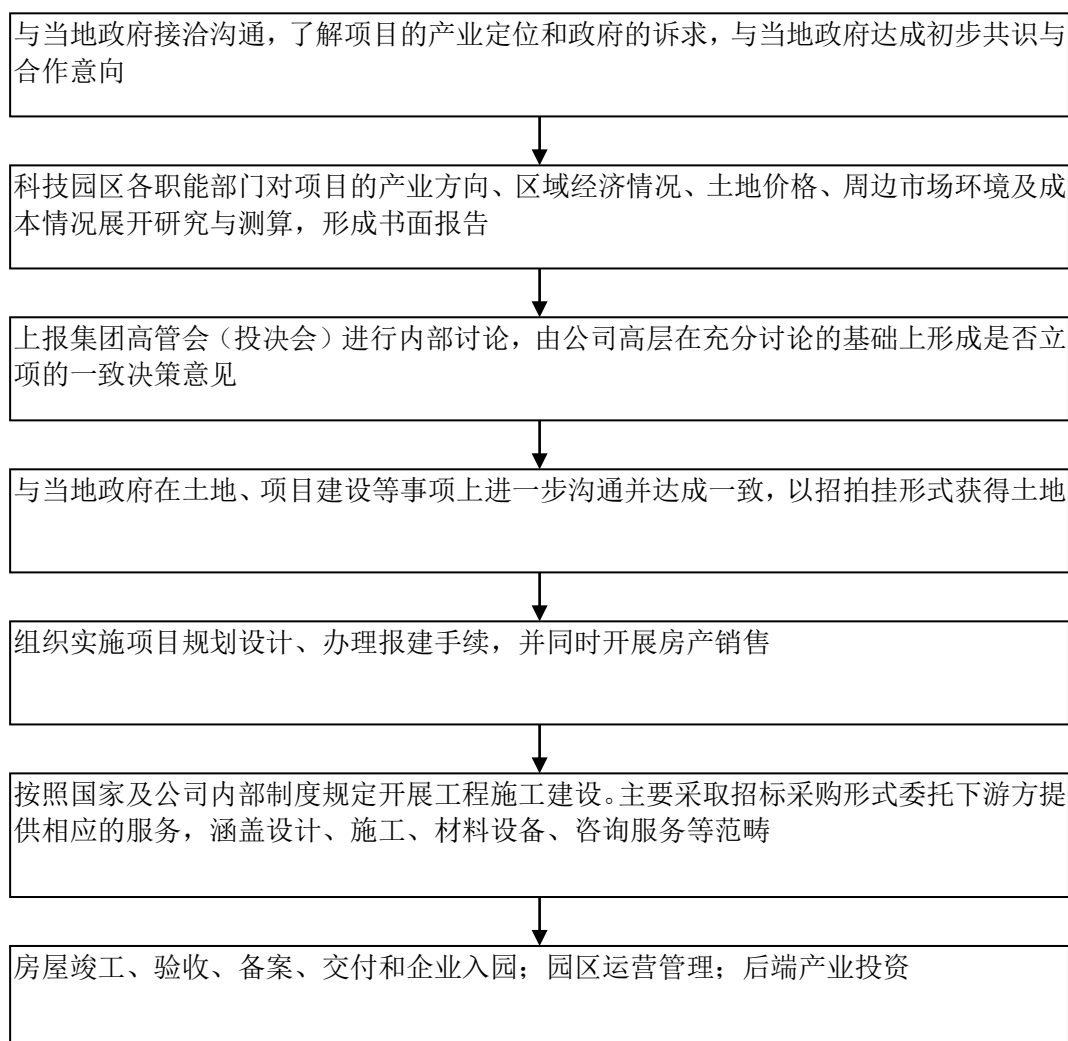 与当地政府接洽沟通，了解项目的产业定位和政府的诉求，与当地政府达成初步共识与
合作意向
科技园区各职能部门对项目的产业方向、区域经济情况、土地价格、周边市场环境及成
本情况展开研究与测算，形成书面报告
上报集团高管会（投决会）进行内部讨论，由公司高层在充分讨论的基础上形成是否立
项的一致决策意见
与当地政府在土地、项目建设等事项上进一步沟通并达成一致，以招拍挂形式获得土地
组织实施项目规划设计、办理报建手续，并同时开展房产销售
按照国家及公司内部制度规定开展工程施工建设。主要采取招标采购形式委托下游方提
供相应的服务，涵盖设计、施工、材料设备、咨询服务等范畴
房屋竣工、验收、备案、交付和企业入园；园区运营管理；后端产业投资